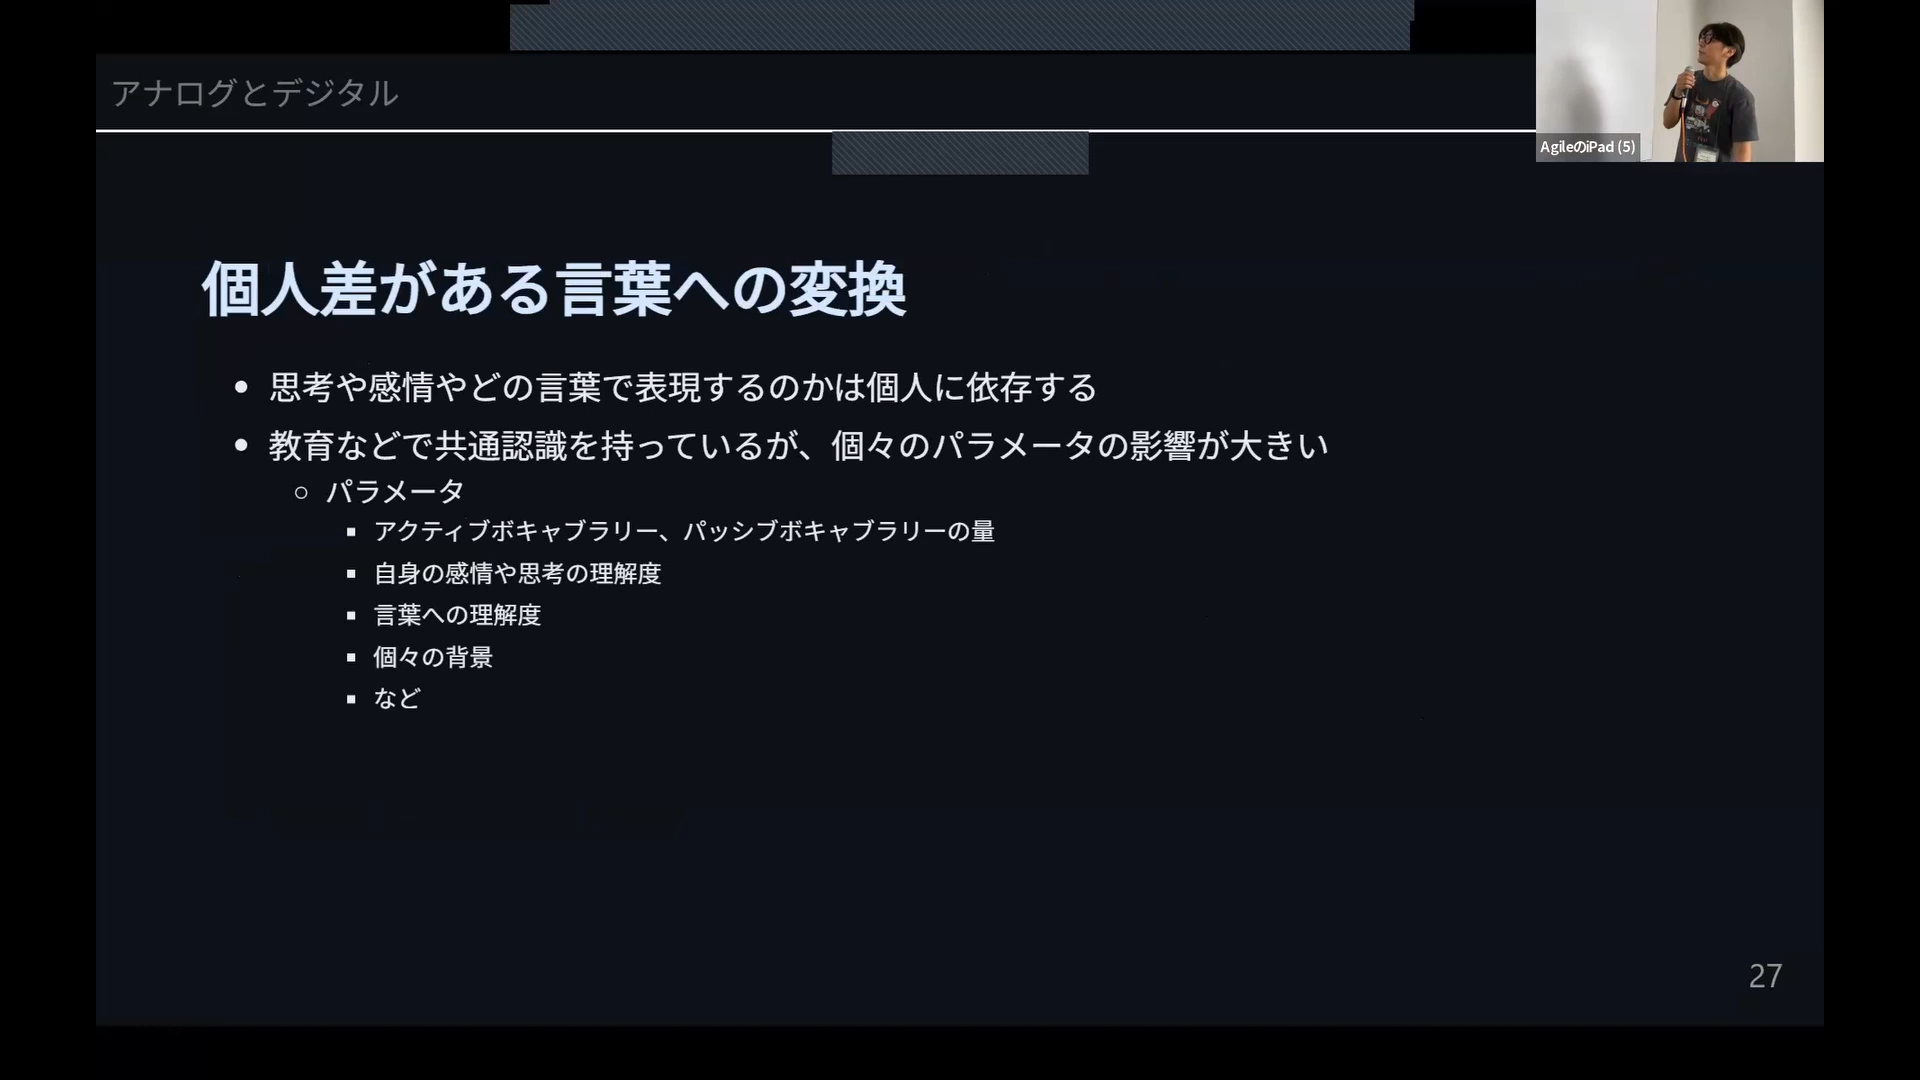 アナログとデジタル
AgileのiPad (5)
個人差がある言葉への変換
思考や感情やどの言葉で表現するのかは個人に依存する
教育などで共通認識を持っているが、個々のパラメータの影響が大きい
パラメータ
アクティブボキャブラリー、パッシブボキャブラリーの量
自身の感情や思考の理解度
言葉への理解度
個々の背景
など
27